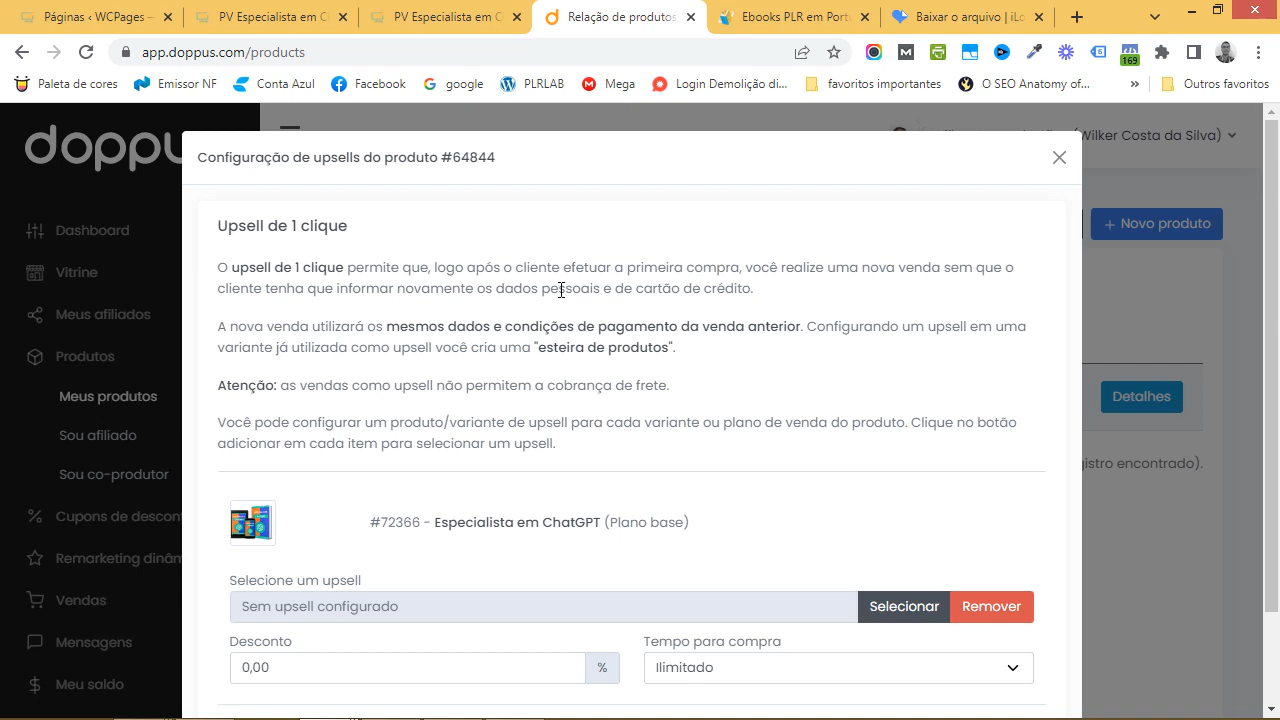 Páginas – WCPages –
PV Especialista em C
PV Especialista em C
Relação de produtos
Ebooks PLR em Port
Baixar o arquivo | iLo
app.doppus.com/products
169
Paleta de cores
Emissor NF
Conta Azul
Facebook
google
PLRLAB
Mega
Login Demolição di...
favoritos importantes
O SEO Anatomy of...
»
Outros favoritos
doppu
(Wilker Costa da Silva)
Configuração de upsells do produto #64844
Upsell de 1 clique
+ Novo produto
Dashboard
Vitrine
Meus afiliados
Produtos
Meus produtos
Sou afiliado
Sou co-produtor
Cupons de descont
Remarketing dinâm
Vendas
Mensagens
Meu saldo
O upsell de 1 clique permite que, logo após o cliente efetuar a primeira compra, você realize uma nova venda sem que o
cliente tenha que informar novamente os dados pessoais e de cartão de crédito.
A nova venda utilizará os mesmos dados e condições de pagamento da venda anterior. Configurando um upsell em uma
variante já utilizada como upsell você cria uma "esteira de produtos".
Atenção: as vendas como upsell não permitem a cobrança de frete.
Você pode configurar um produto/variante de upsell para cada variante ou plano de venda do produto. Clique no botão
adicionar em cada item para selecionar um upsell.
Detalhes
gistro encontrado).
#72366 - Especialista em ChatGPT (Plano base)
Selecione um upsell
Sem upsell configurado
Selecionar
Remover
Desconto
Tempo para compra
0,00
%
Ilimitado